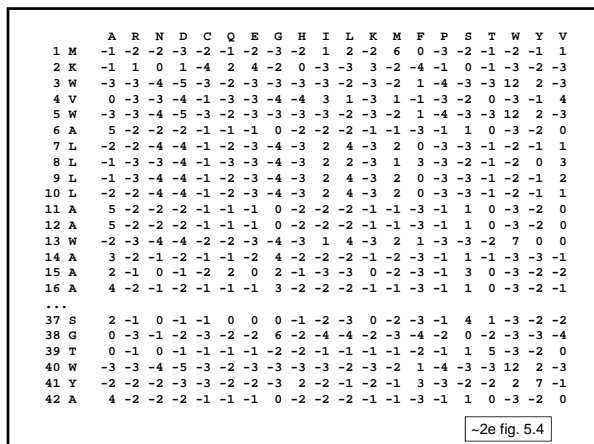 A R N D C Q E G H I L K M F P S T W Y V
1 M -1 -2 -2 -3 -2 -1 -2 -3 -2 1 2 -2 6 0 -3 -2 -1 -2 -1 1
2 K -1 1 0 1 -4 2 4 -2 0 -3 -3 3 -2 -4 -1 0 -1 -3 -2 -3
3 W -3 -3 -4 -5 -3 -2 -3 -3 -3 -3 -2 -3 -2 1 -4 -3 -3 12 2 -3
4 V 0 -3 -3 -4 -1 -3 -3 -4 -4 3 1 -3 1 -1 -3 -2 0 -3 -1 4
5 W -3 -3 -4 -5 -3 -2 -3 -3 -3 -3 -2 -3 -2 1 -4 -3 -3 12 2 -3
6 A 5 -2 -2 -2 -1 -1 -1 0 -2 -2 -2 -1 -1 -3 -1 1 0 -3 -2 0
7 L -2 -2 -4 -4 -1 -2 -3 -4 -3 2 4 -3 2 0 -3 -3 -1 -2 -1 1
8 L -1 -3 -3 -4 -1 -3 -3 -4 -3 2 2 -3 1 3 -3 -2 -1 -2 0 3
9 L -1 -3 -4 -4 -1 -2 -3 -4 -3 2 4 -3 2 0 -3 -3 -1 -2 -1 2
10 L -2 -2 -4 -4 -1 -2 -3 -4 -3 2 4 -3 2 0 -3 -3 -1 -2 -1 1
11 A 5 -2 -2 -2 -1 -1 -1 0 -2 -2 -2 -1 -1 -3 -1 1 0 -3 -2 0
12 A 5 -2 -2 -2 -1 -1 -1 0 -2 -2 -2 -1 -1 -3 -1 1 0 -3 -2 0
13 W -2 -3 -4 -4 -2 -2 -3 -4 -3 1 4 -3 2 1 -3 -3 -2 7 0 0
14 A 3 -2 -1 -2 -1 -1 -2 4 -2 -2 -2 -1 -2 -3 -1 1 -1 -3 -3 -1
15 A 2 -1 0 -1 -2 2 0 2 -1 -3 -3 0 -2 -3 -1 3 0 -3 -2 -2
16 A 4 -2 -1 -2 -1 -1 -1 3 -2 -2 -2 -1 -1 -3 -1 1 0 -3 -2 -1
...
37 S 2 -1 0 -1 -1 0 0 0 -1 -2 -3 0 -2 -3 -1 4 1 -3 -2 -2
38 G 0 -3 -1 -2 -3 -2 -2 6 -2 -4 -4 -2 -3 -4 -2 0 -2 -3 -3 -4
39 T 0 -1 0 -1 -1 -1 -1 -2 -2 -1 -1 -1 -1 -2 -1 1 5 -3 -2 0
40 W -3 -3 -4 -5 -3 -2 -3 -3 -3 -3 -2 -3 -2 1 -4 -3 -3 12 2 -3
41 Y -2 -2 -2 -3 -3 -2 -2 -3 2 -2 -1 -2 -1 3 -3 -2 -2 2 7 -1
42 A 4 -2 -2 -2 -1 -1 -1 0 -2 -2 -2 -1 -1 -3 -1 1 0 -3 -2 0
~2e fig. 5.4